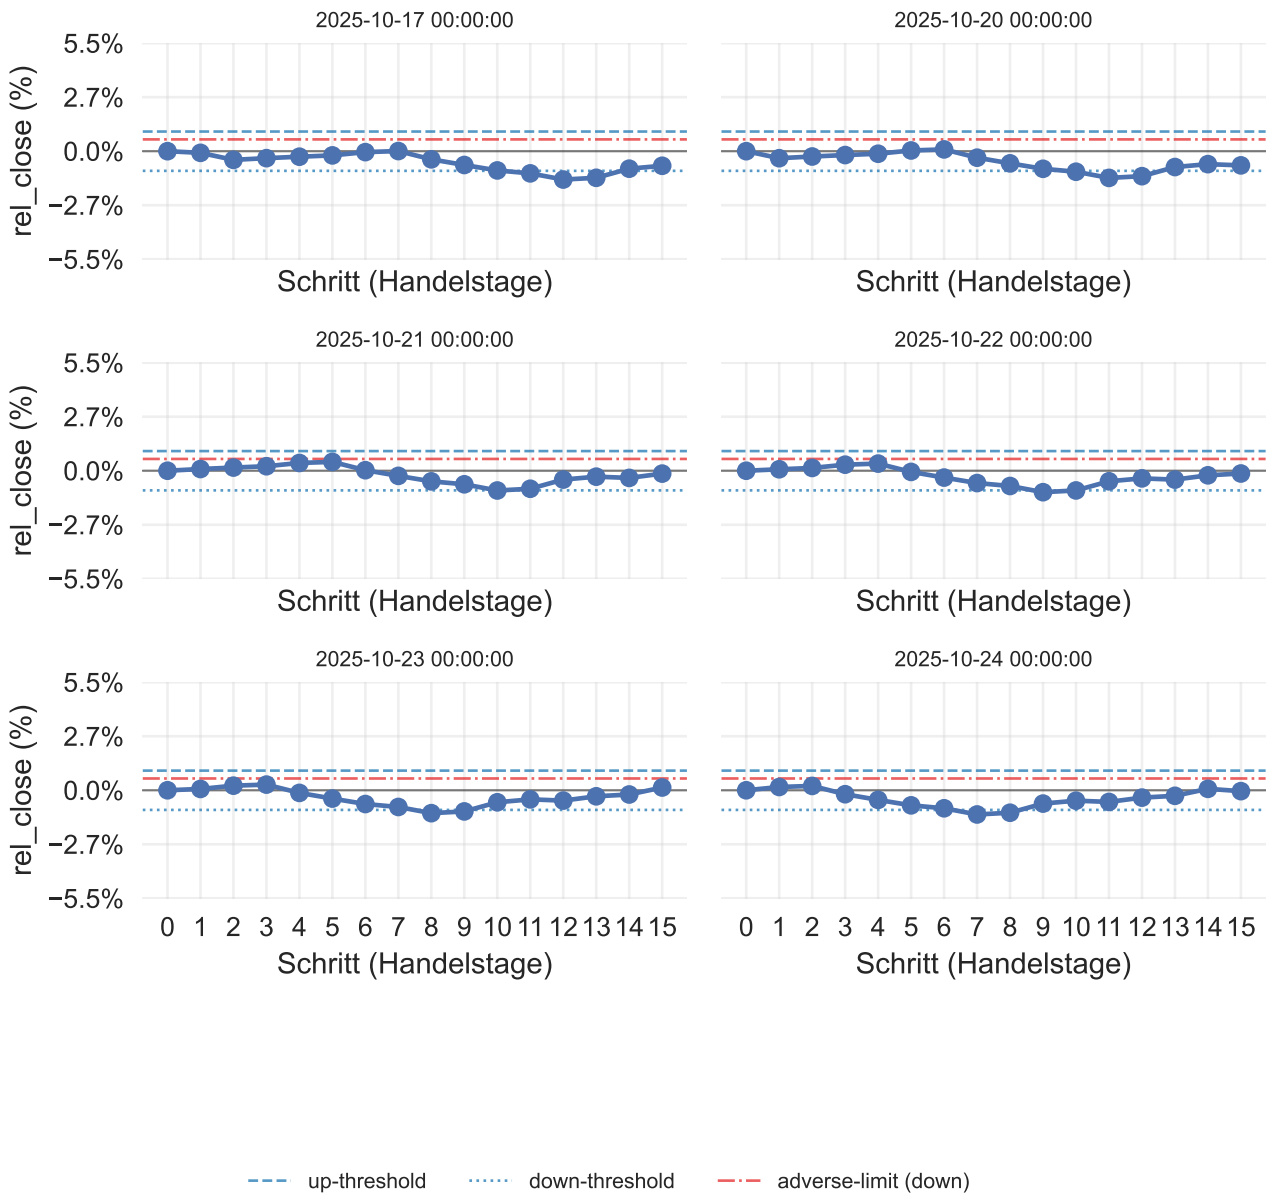 2025-10-17 00:00:00
2025-10-20 00:00:00
rel_close (%)
5.5%
2.7%
0.0%
−2.7%
−5.5%
Schritt (Handelstage)
Schritt (Handelstage)
2025-10-21 00:00:00
2025-10-22 00:00:00
rel_close (%)
5.5%
2.7%
0.0%
−2.7%
−5.5%
Schritt (Handelstage)
Schritt (Handelstage)
2025-10-23 00:00:00
2025-10-24 00:00:00
rel_close (%)
5.5%
2.7%
0.0%
−2.7%
−5.5%
0 1 2 3 4 5 6 7 8 9 10 11 12 13 14 15
0 1 2 3 4 5 6 7 8 9 10 11 12 13 14 15
Schritt (Handelstage)
Schritt (Handelstage)
up-threshold down-threshold adverse-limit (down)